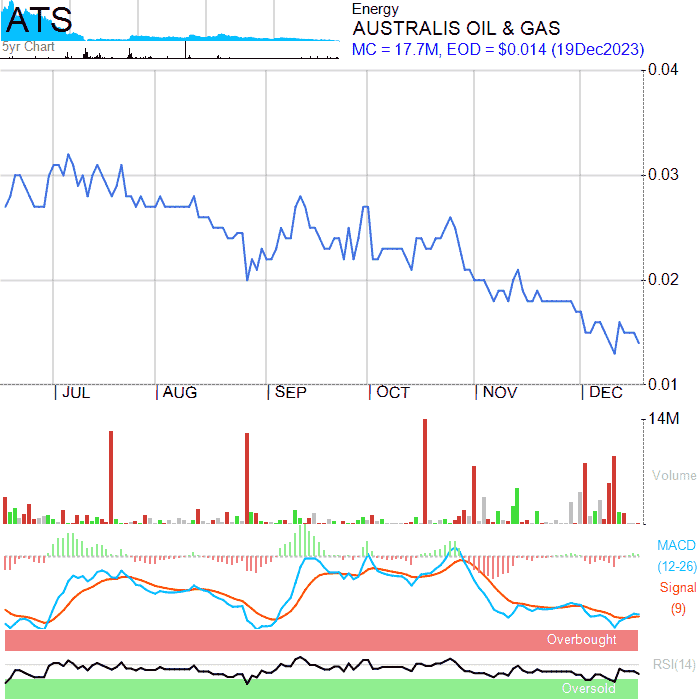 ATS
5yr Chart
Energy
AUSTRALIS OIL & GAS
MC = 17.7M, EOD = $0.014 (19Dec2023)
0.04
0.03
0.02
0.01
JUL AUG SEP OCT NOV DEC
14M
Volume
MACD
(12-26)
Signal
(9)
Overbought
RSI(14)
Oversold